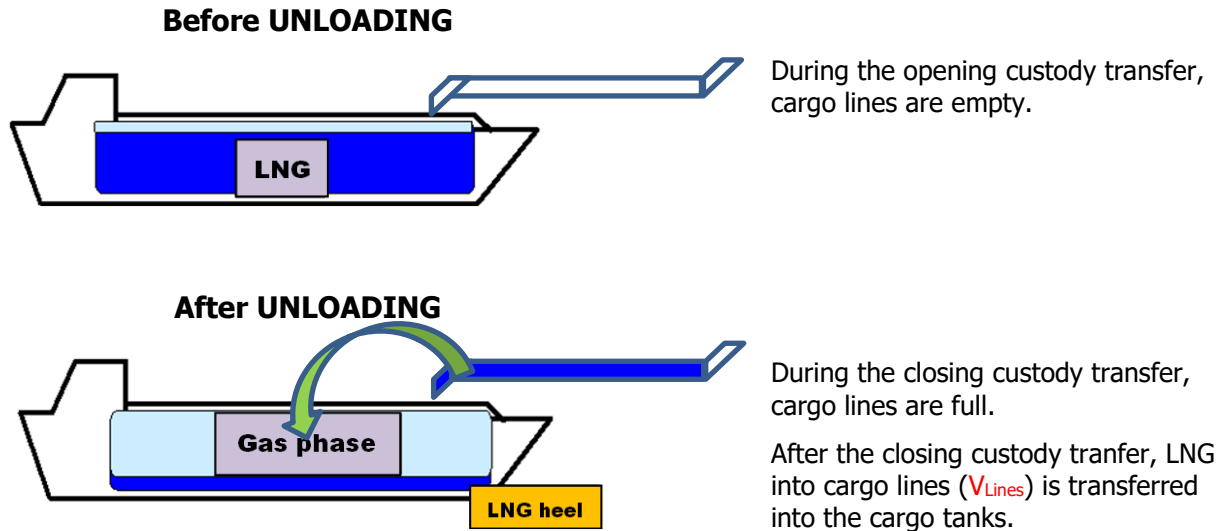 Before UNLOADING
During the opening custody transfer,
cargo lines are empty.
LNG
After UNLOADING
During the closing custody transfer,
cargo lines are full.
Gas phase
After the closing custody tranfer, LNG
into cargo lines (VLines) is transferred
into the cargo tanks.
LNG heel